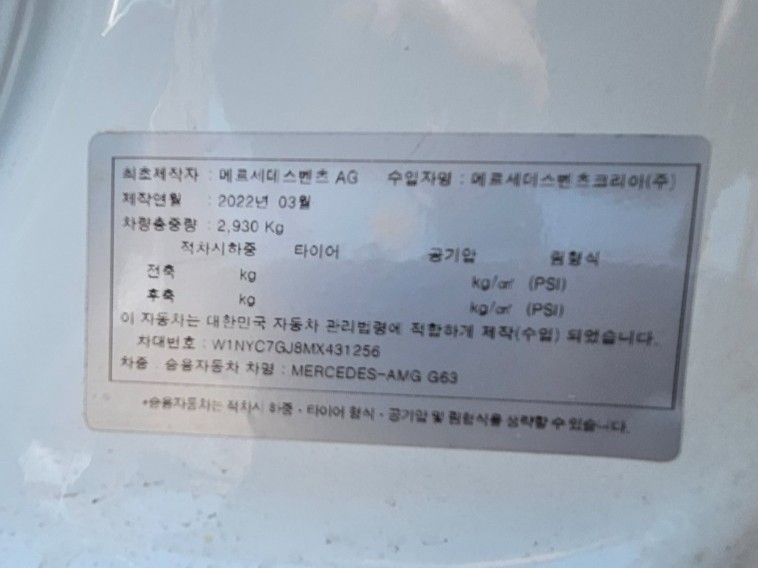 최초제작자 : 메르세데스벤츠 AG 수입자명 : 메르세데스벤츠코리아(주)
제작연월 : 2022년 03월
차량총중량 : 2,930 Kg
적차시하중 타이어 공기압 림형식
전축 kg kg/㎠ (PSI)
후축 kg kg/㎠ (PSI)
이 자동차는 대한민국 자동차 관리법령에 적합하게 제작(수입) 되었습니다.
차대번호 : W1NYC7GJ8MX431256
차종 : 승용자동차 차명 : MERCEDES-AMG G63
*승용자동차는 적차시 하중 · 타이어 형식 · 공기압 및 림형식을 생략할 수 있습니다.